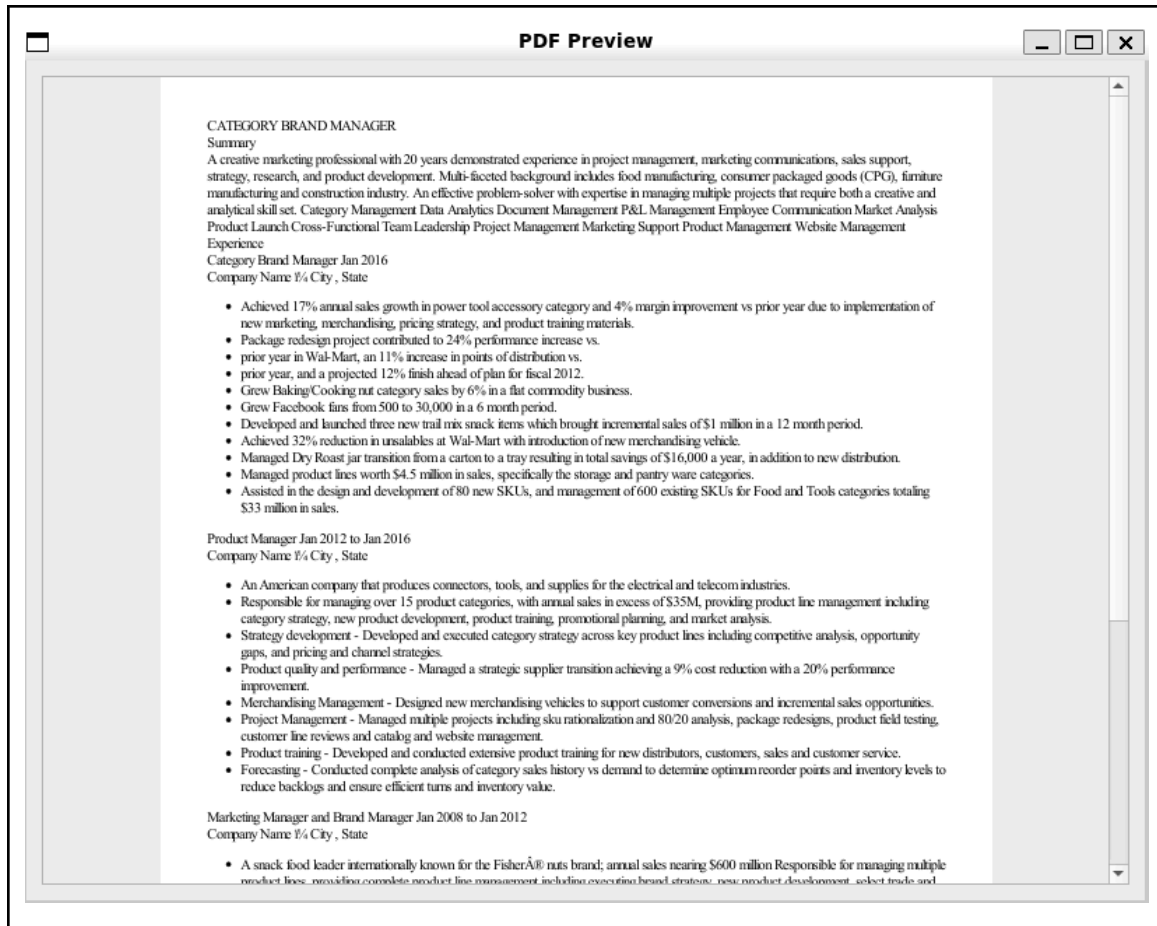 PDF Preview
CATEGORY BRAND MANAGER
Summary
A creative marketing professional with 20 years demonstrated experience in project management, marketing communications, sales support,
strategy, research, and product development. Multi-faceted background includes food manufacturing, consumer packaged goods (CPG), furniture
manufacturing and construction industry. An effective problem-solver with expertise in managing multiple projects that require both a creative and
analytical skill set. Category Management Data Analytics Document Management P&L Management Employee Communication Market Analysis
Product Launch Cross-Functional Team Leadership Project Management Marketing Support Product Management Website Management
Experience
Category Brand Manager Jan 2016
Company Name ï¼ City , State
• Achieved 17% annual sales growth in power tool accessory category and 4% margin improvement vs prior year due to implementation of
new marketing, merchandising, pricing strategy, and product training materials.
• Package redesign project contributed to 24% performance increase vs.
• prior year in Wal-Mart, an 11% increase in points of distribution vs.
• prior year, and a projected 12% finish ahead of plan for fiscal 2012.
• Grew Baking/Cooking nut category sales by 6% in a flat commodity business.
• Grew Facebook fans from 500 to 30,000 in a 6 month period.
• Developed and launched three new trail mix snack items which brought incremental sales of $1 million in a 12 month period.
• Achieved 32% reduction in unsalables at Wal-Mart with introduction of new merchandising vehicle.
• Managed Dry Roast jar transition from a carton to a tray resulting in total savings of $16,000 a year, in addition to new distribution.
• Managed product lines worth $4.5 million in sales, specifically the storage and pantry ware categories.
• Assisted in the design and development of 80 new SKUs, and management of 600 existing SKUs for Food and Tools categories totaling
$33 million in sales.
Product Manager Jan 2012 to Jan 2016
Company Name ï¼ City , State
• An American company that produces connectors, tools, and supplies for the electrical and telecom industries.
• Responsible for managing over 15 product categories, with annual sales in excess of $35M, providing product line management including
category strategy, new product development, product training, promotional planning, and market analysis.
• Strategy development - Developed and executed category strategy across key product lines including competitive analysis, opportunity
gaps, and pricing and channel strategies.
• Product quality and performance - Managed a strategic supplier transition achieving a 9% cost reduction with a 20% performance
improvement.
• Merchandising Management - Designed new merchandising vehicles to support customer conversions and incremental sales opportunities.
• Project Management - Managed multiple projects including sku rationalization and 80/20 analysis, package redesigns, product field testing,
customer line reviews and catalog and website management.
• Product training - Developed and conducted extensive product training for new distributors, customers, sales and customer service.
• Forecasting - Conducted complete analysis of category sales history vs demand to determine optimum reorder points and inventory levels to
reduce backlogs and ensure efficient turns and inventory value.
Marketing Manager and Brand Manager Jan 2008 to Jan 2012
Company Name ï¼ City , State
• A snack food leader internationally known for the FisherÂ® nuts brand; annual sales nearing $600 million Responsible for managing multiple
product lines, providing complete product line management including executing brand strategy, new product development, select trade and